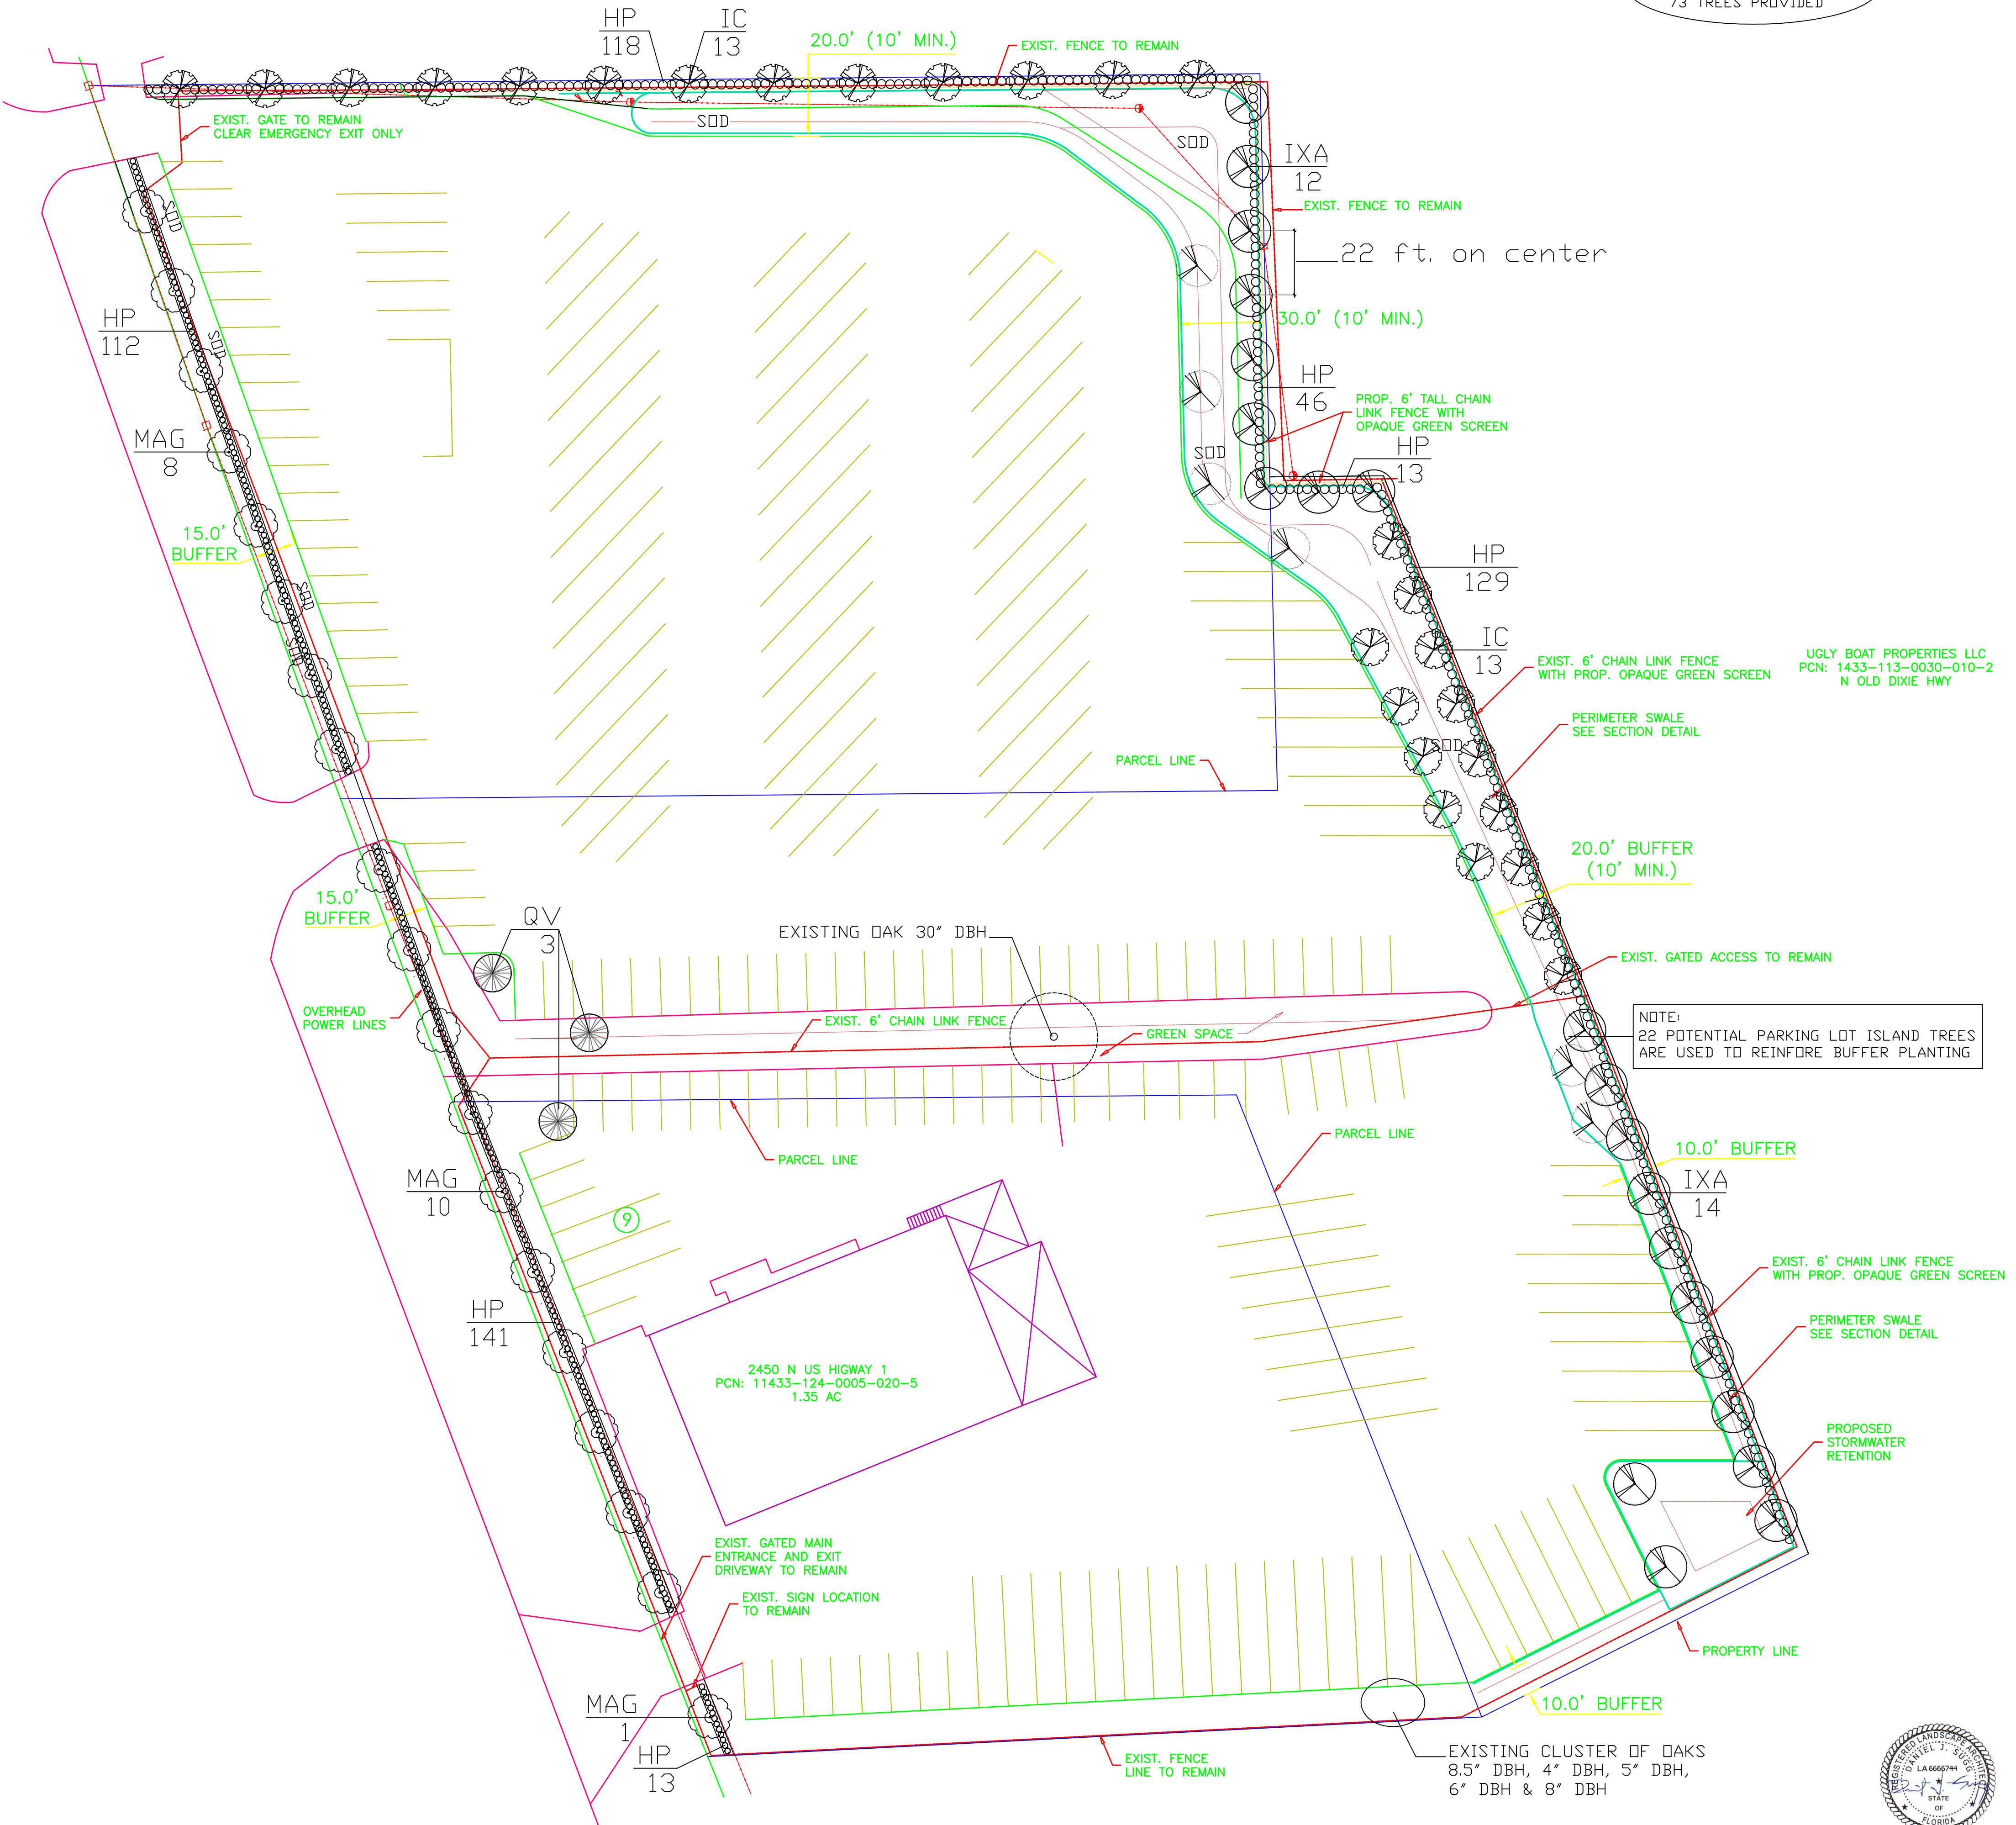 73 TREES PROVIDED
HP
118
IC
13
20.0' (10' MIN.)
EXIST. FENCE TO REMAIN
EXIST. GATE TO REMAIN
CLEAR EMERGENCY EXIT ONLY
SOD
SOD
IXA
12
EXIST. FENCE TO REMAIN
22 ft. on center
SOD
HP
112
SOD
30.0' (10' MIN.)
HP
46
PROP. 6' TALL CHAIN
LINK FENCE WITH
OPAQUE GREEN SCREEN
MAG
8
SOD
HP
13
15.0'
BUFFER
HP
129
SOD
SOD
IC
13
EXIST. 6' CHAIN LINK FENCE
WITH PROP. OPAQUE GREEN SCREEN
UGLY BOAT PROPERTIES LLC
PCN: 1433-113-0030-010-2
N OLD DIXIE HWY
PERIMETER SWALE
SEE SECTION DETAIL
SOD
PARCEL LINE
20.0' BUFFER
(10' MIN.)
15.0'
BUFFER
QV
3
EXISTING OAK 30" DBH
EXIST. GATED ACCESS TO REMAIN
OVERHEAD
POWER LINES
EXIST. 6' CHAIN LINK FENCE
GREEN SPACE
NOTE:
22 POTENTIAL PARKING LOT ISLAND TREES
ARE USED TO REINFORE BUFFER PLANTING
PARCEL LINE
PARCEL LINE
10.0' BUFFER
MAG
10
IXA
14
9
EXIST. 6' CHAIN LINK FENCE
WITH PROP. OPAQUE GREEN SCREEN
HP
141
PERIMETER SWALE
SEE SECTION DETAIL
2450 N US HIGWAY 1
PCN: 11433-124-0005-020-5
1.35 AC
PROPOSED
STORMWATER
RETENTION
EXIST. GATED MAIN
ENTRANCE AND EXIT
DRIVEWAY TO REMAIN
EXIST. SIGN LOCATION
TO REMAIN
PROPERTY LINE
MAG
1
10.0' BUFFER
HP
13
EXIST. FENCE
LINE TO REMAIN
EXISTING CLUSTER OF OAKS
8.5" DBH, 4" DBH, 5" DBH,
6" DBH & 8" DBH
REGISTERED LANDSCAPE ARCHITE
DANIEL J. SUGG
LA 6666744
STATE
OF
FLORIDA